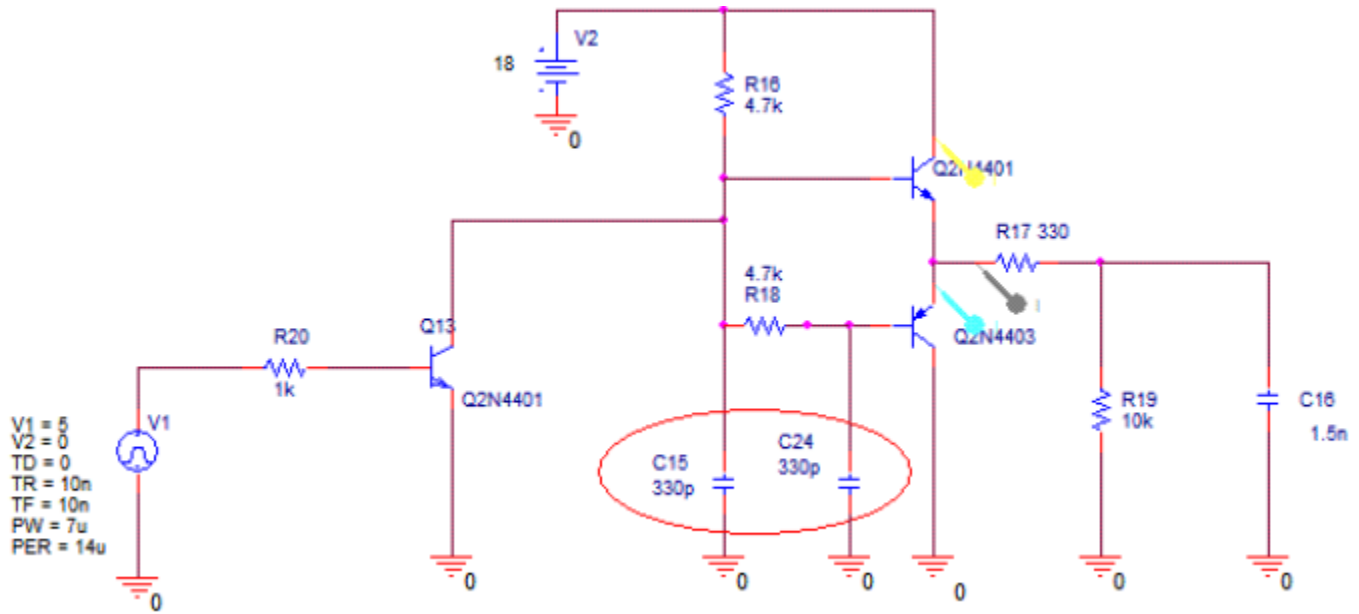 V2
18
0
R16
4.7k
Q2N4401
R17 330
4.7k
R18
Q13
R20
1k
Q2N4401
Q2N4403
V1
V1 = 5
V2 = 0
TD = 0
TR = 10n
TF = 10n
PW = 7u
PER = 14u
C15
330p
C24
330p
R19
10k
C16
1.5n
0
0
0
0
0
0
0